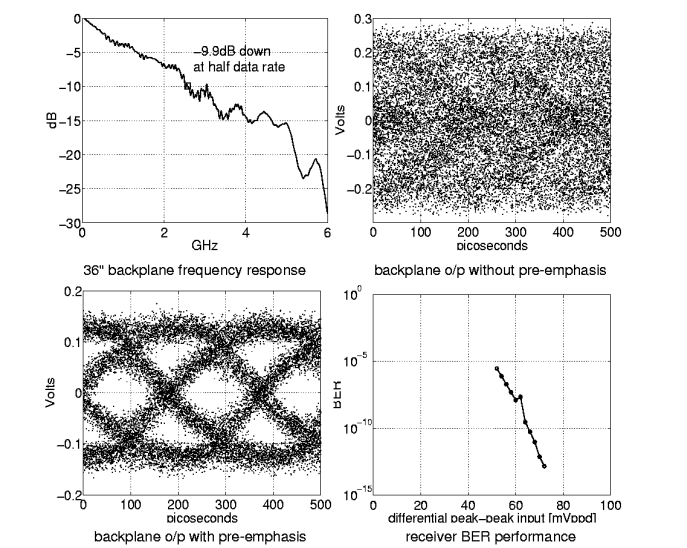 0
−5
−10
−15
−20
−25
−30
dB
−9.9dB down
at half data rate
0 2 4 6
GHz
36" backplane frequency response
0.3
0.2
0.1
0
−0.1
−0.2
Volts
0 100 200 300 400 500
picoseconds
backplane o/p without pre-emphasis
0.2
0.1
0
−0.1
−0.2
Volts
0 100 200 300 400 500
picoseconds
backplane o/p with pre-emphasis
10^0
10^−5
10^−10
10^−15
BER
0 20 40 60 80 100
differential peak−peak input [mVppd]
receiver BER performance